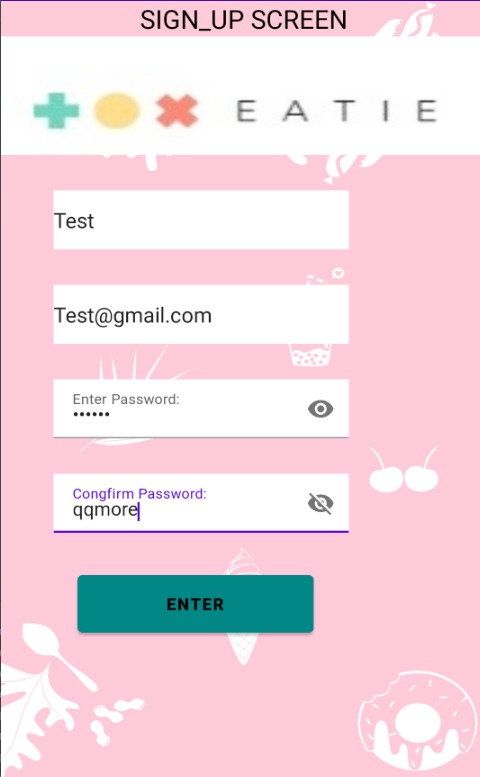 SIGN_UP SCREEN
EATIE
Test
Test@gmail.com
Enter Password:
••••••
Congfirm Password:
qqmore
ENTER